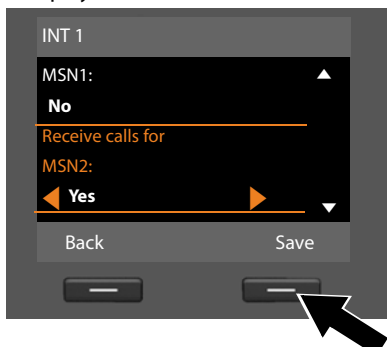 INT 1
MSN1:
No
Receive calls for
MSN2:
Yes
Back Save